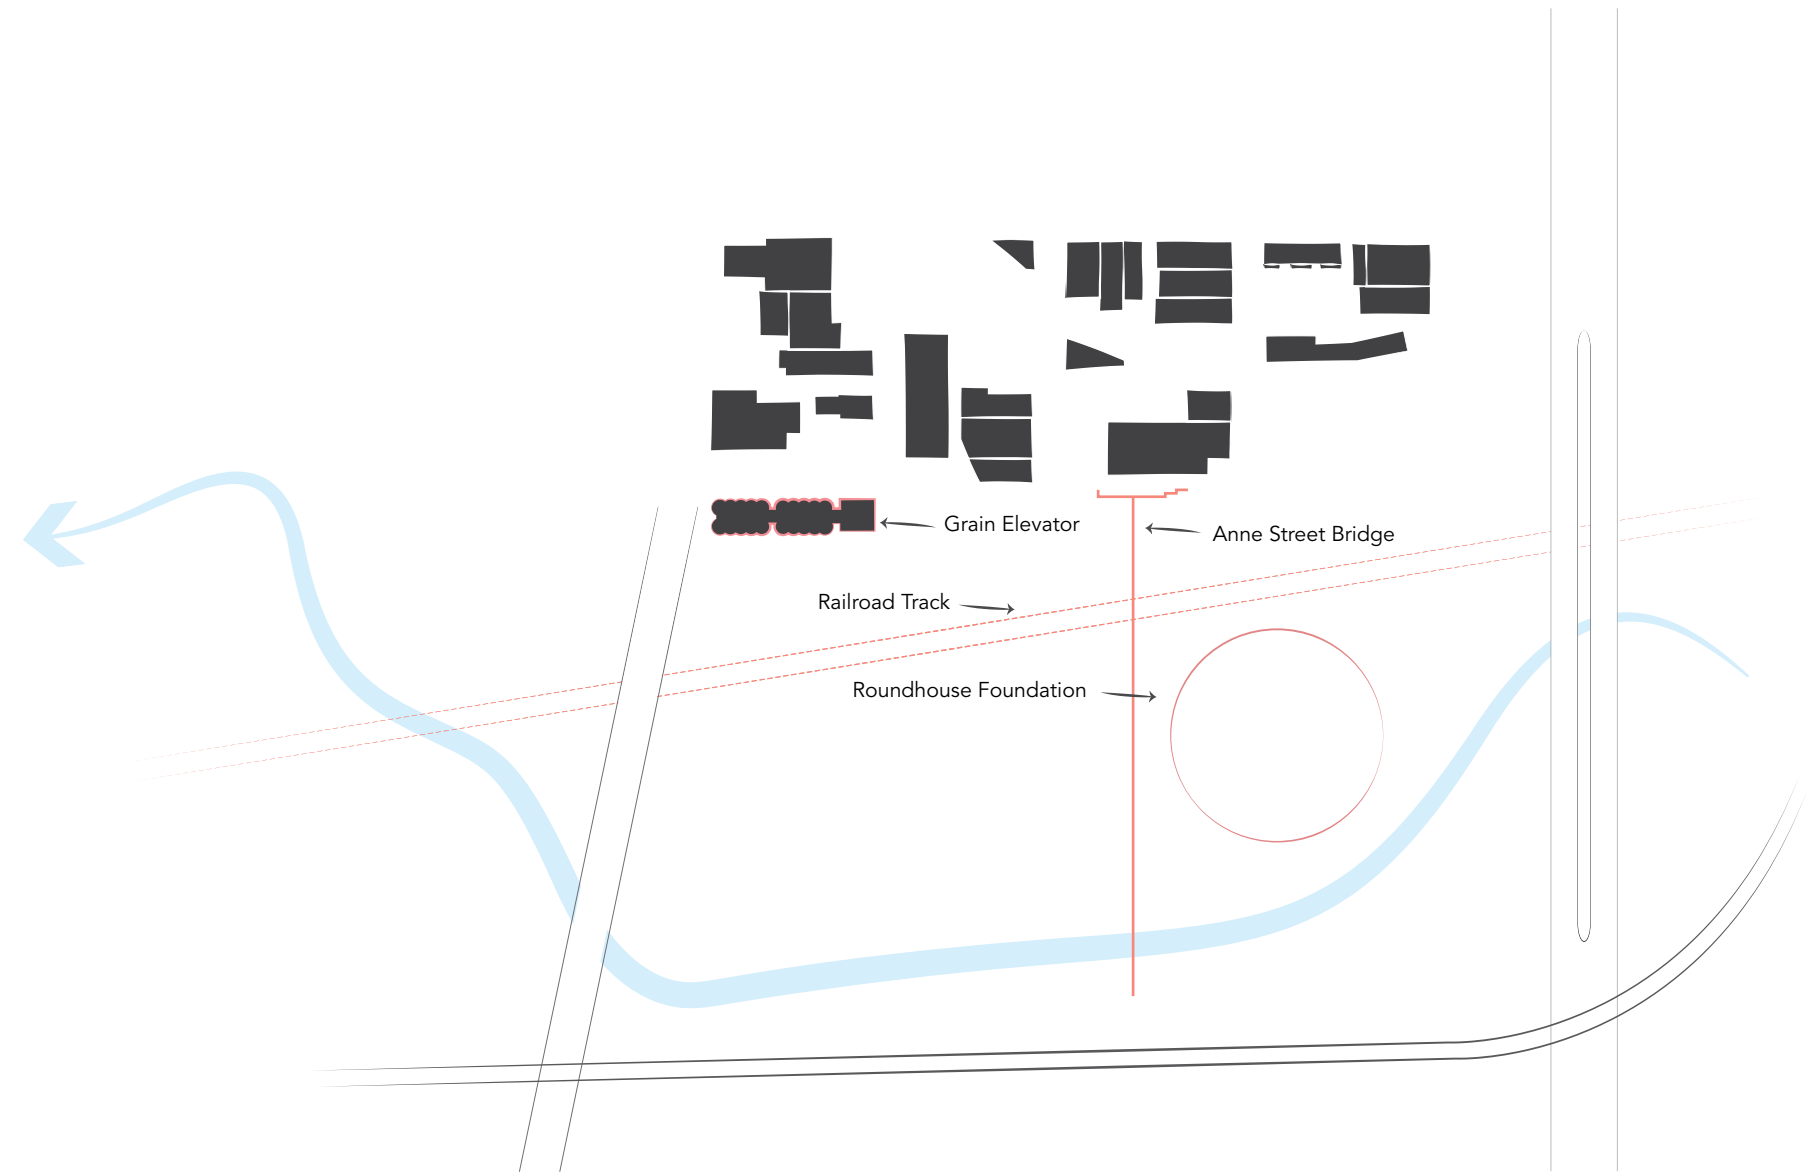 Grain Elevator
Anne Street Bridge
Railroad Track
Roundhouse Foundation